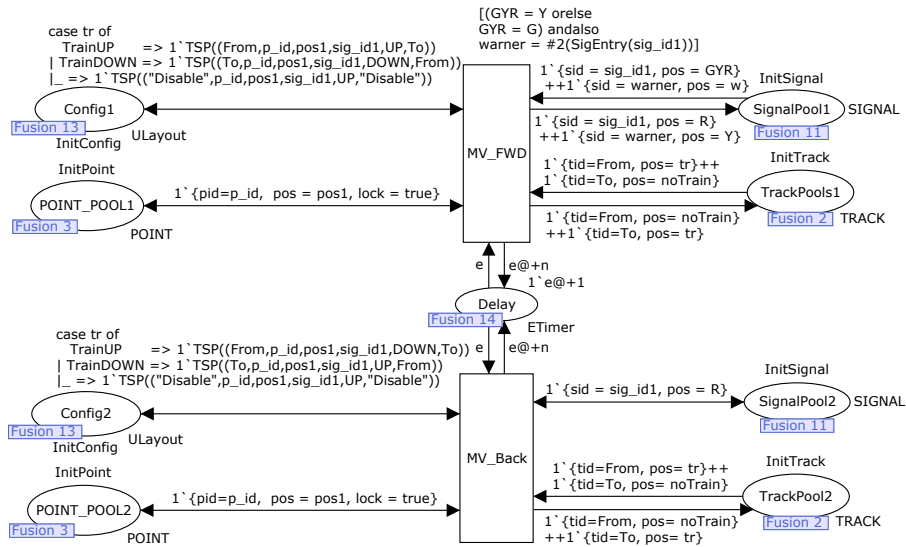 [(GYR = Y orelse
GYR = G) andalso
warner = #2(SigEntry(sig_id1))]
case tr of
TrainUP => 1`TSP((From,p_id,pos1,sig_id1,UP,To))
| TrainDOWN => 1`TSP((To,p_id,pos1,sig_id1,DOWN,From))
|_ => 1`TSP(("Disable",p_id,pos1,sig_id1,UP,"Disable"))
Config1
Fusion 13
InitConfig
ULayout
1`{sid = sig_id1, pos = GYR}
++1`{sid = warner, pos = w}
InitSignal
SignalPool1
SIGNAL
Fusion 11
1`{sid = sig_id1, pos = R}
++1`{sid = warner, pos = Y}
MV_FWD
InitPoint
POINT_POOL1
Fusion 3
POINT
1`{pid=p_id, pos = pos1, lock = true}
1`{tid=From, pos= tr}++
1`{tid=To, pos= noTrain}
InitTrack
TrackPools1
Fusion 2
TRACK
1`{tid=From, pos= noTrain}
++1`{tid=To, pos= tr}
e
e@+n
1`e@+1
Delay
Fusion 14
ETimer
e
e@+n
case tr of
TrainUP => 1`TSP((From,p_id,pos1,sig_id1,DOWN,To))
| TrainDOWN => 1`TSP((To,p_id,pos1,sig_id1,UP,From))
|_ => 1`TSP(("Disable",p_id,pos1,sig_id1,UP,"Disable"))
Config2
Fusion 13
InitConfig
ULayout
1`{sid = sig_id1, pos = R}
InitSignal
SignalPool2
SIGNAL
Fusion 11
MV_Back
InitPoint
POINT_POOL2
Fusion 3
POINT
1`{pid=p_id, pos = pos1, lock = true}
1`{tid=From, pos= tr}++
1`{tid=To, pos= noTrain}
InitTrack
TrackPool2
Fusion 2
TRACK
1`{tid=From, pos= noTrain}
++1`{tid=To, pos= tr}